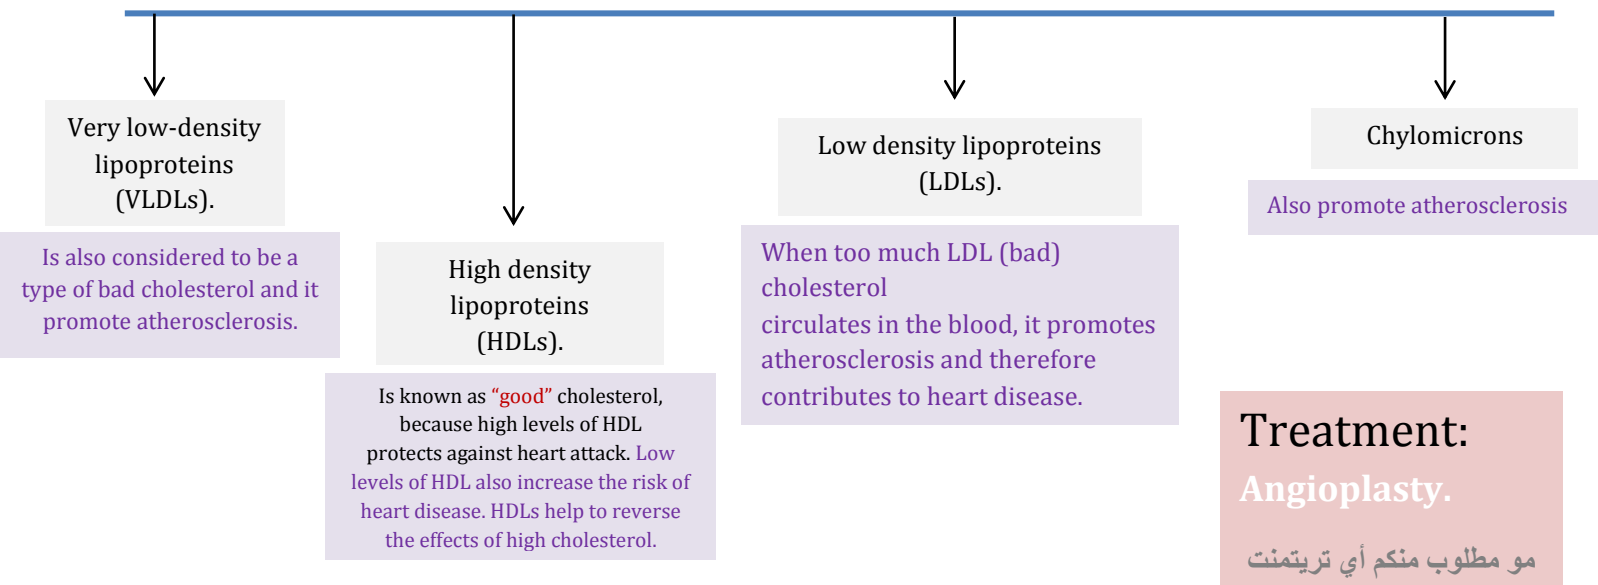 Very low-density
lipoproteins
(VLDLs).
Is also considered to be a
type of bad cholesterol and it
promote atherosclerosis.
High density
lipoproteins
(HDLs).
Is known as “good” cholesterol,
because high levels of HDL
protects against heart attack. Low
levels of HDL also increase the risk of
heart disease. HDLs help to reverse
the effects of high cholesterol.
Low density lipoproteins
(LDLs).
When too much LDL (bad)
cholesterol
circulates in the blood, it promotes
atherosclerosis and therefore
contributes to heart disease.
Chylomicrons
Also promote atherosclerosis
Treatment:
Angioplasty.
مو مطلوب منكم أي تريتمنت